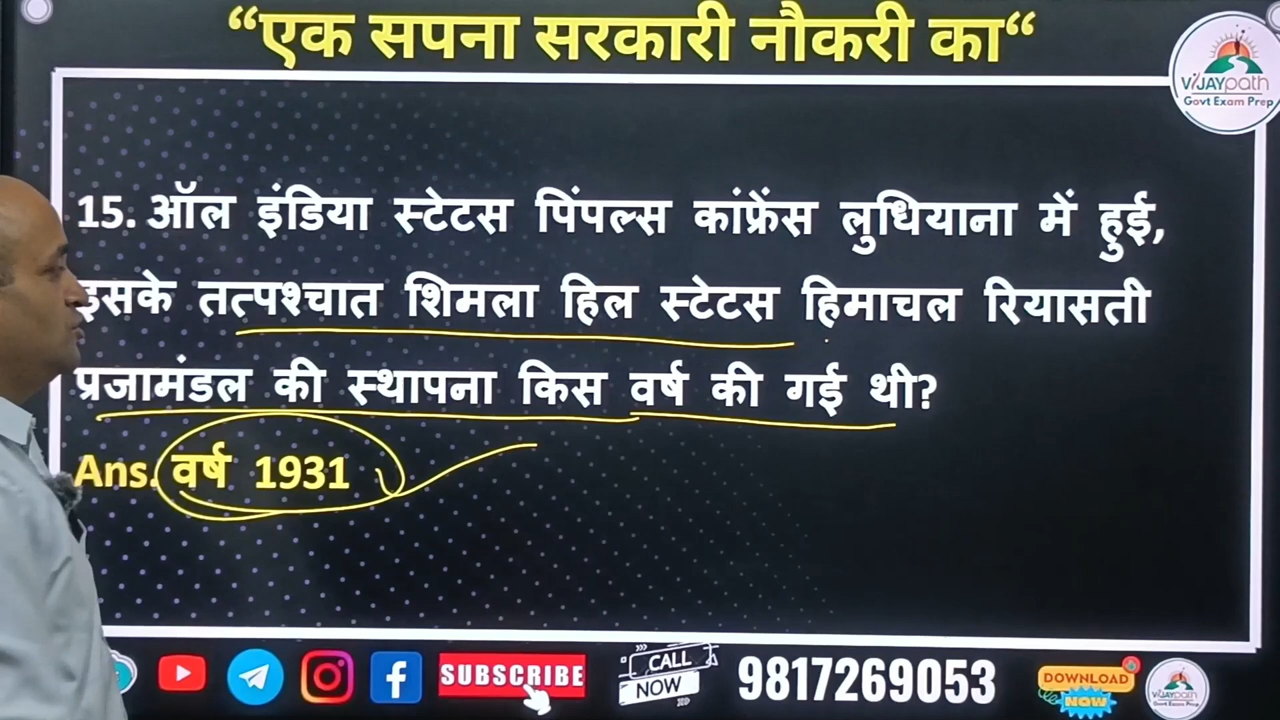 “एक सपना सरकारी नौकरी का“
VIJAYpath
Govt Exam Prep
15. ऑल इंडिया स्टेटस पिंपल्स कांफ्रेंस लुधियाना में हुई,
इसके तत्पश्चात शिमला हिल स्टेटस हिमाचल रियासती
प्रजामंडल की स्थापना किस वर्ष की गई थी?
Ans. वर्ष 1931
SUBSCRIBE
CALL
NOW
9817269053
DOWNLOAD
NOW
VIJAYpath